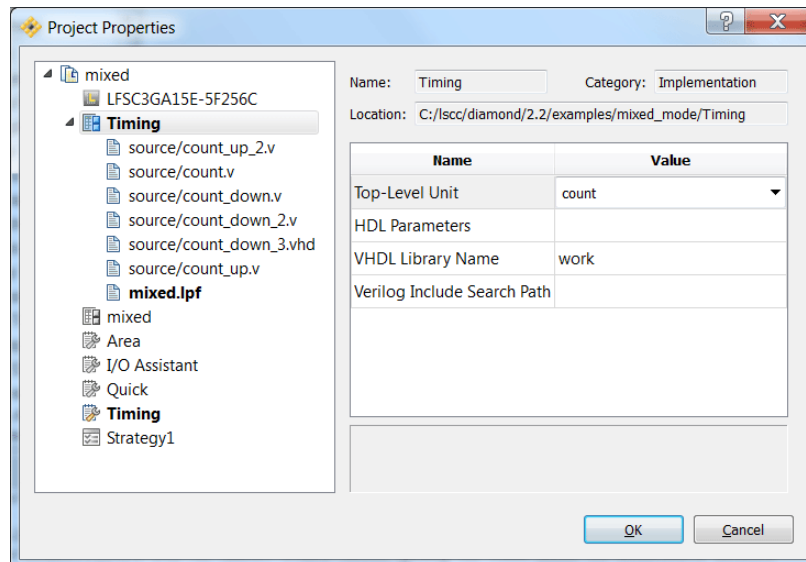 Project Properties
mixed
LFSC3GA15E-5F256C
Timing
source/count_up_2.v
source/count.v
source/count_down.v
source/count_down_2.v
source/count_down_3.vhd
source/count_up.v
mixed.lpf
mixed
Area
I/O Assistant
Quick
Timing
Strategy1
Name: Timing Category: Implementation
Location: C:/lscc/diamond/2.2/examples/mixed_mode/Timing
Name Value
Top-Level Unit count
HDL Parameters
VHDL Library Name work
Verilog Include Search Path
OK Cancel